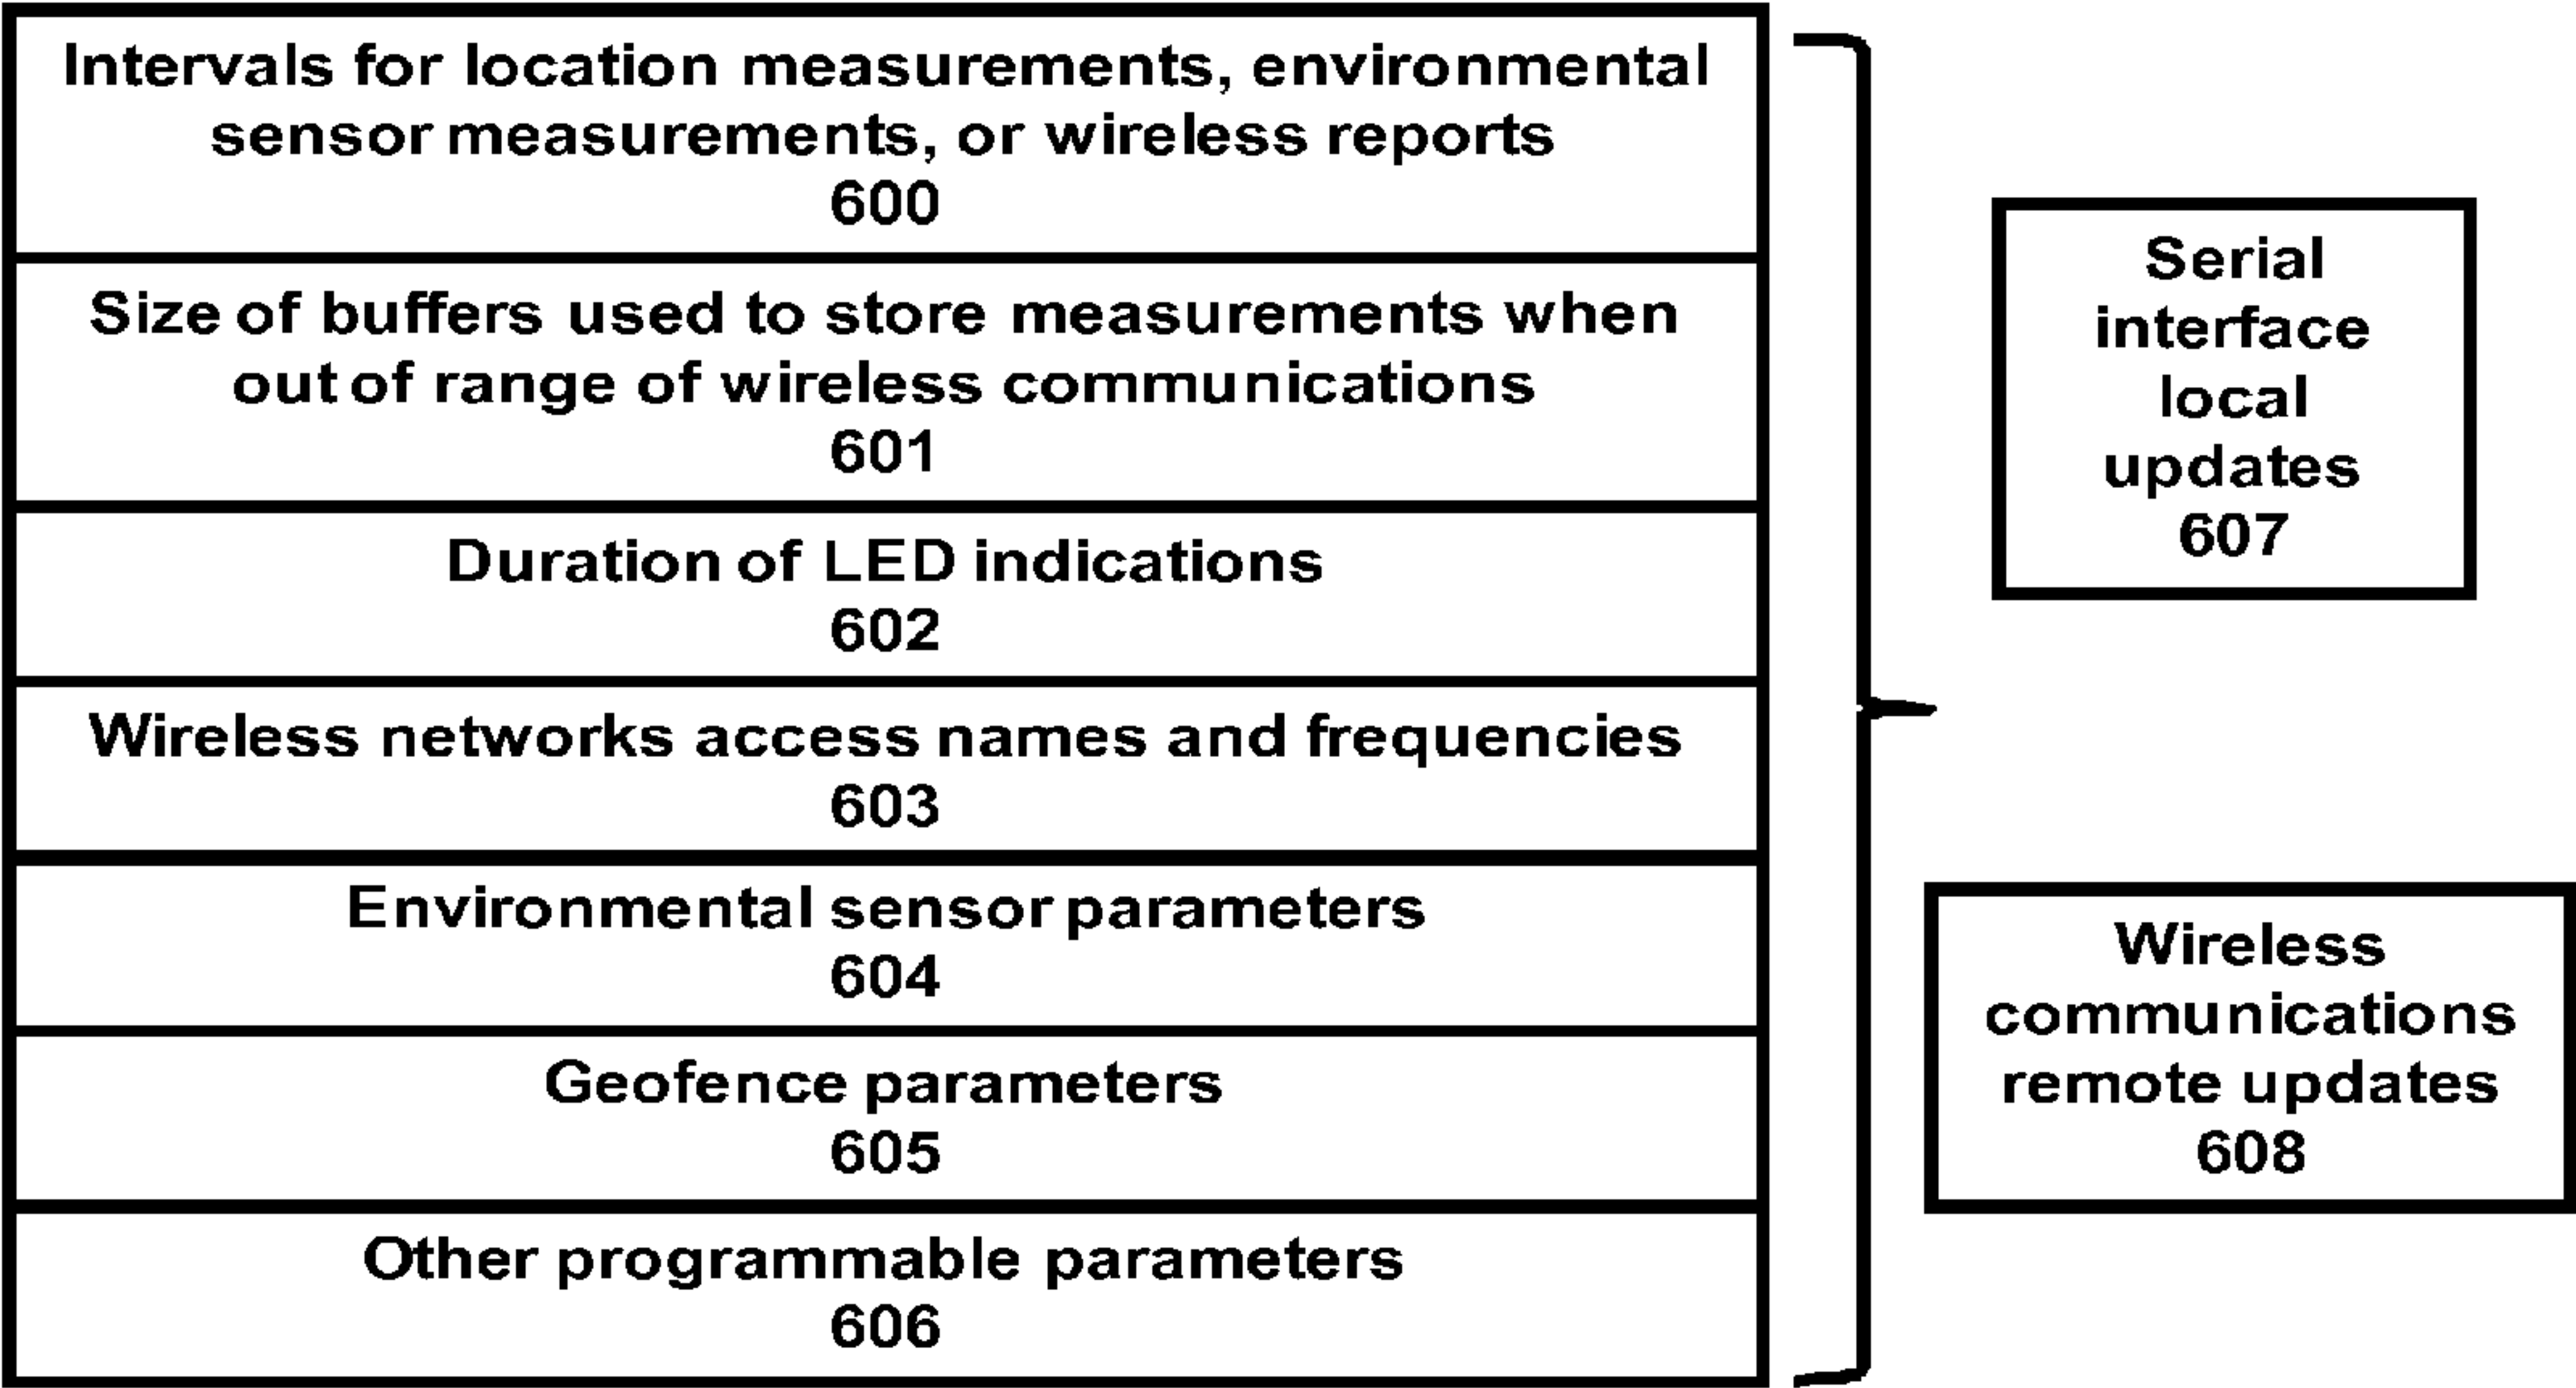 Intervals for location measurements, environmental
sensor measurements, or wireless reports
600
Size of buffers used to store measurements when
out of range of wireless communications
601
Duration of LED indications
602
Wireless networks access names and frequencies
603
Environmental sensor parameters
604
Geofence parameters
605
Other programmable parameters
606
Serial
interface
local
updates
607
Wireless
communications
remote updates
608